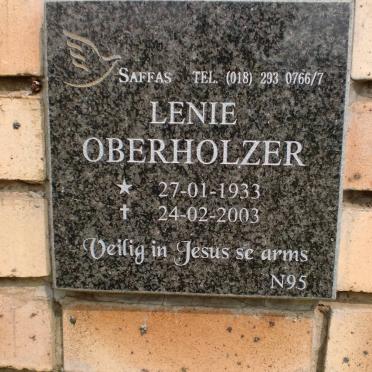 SAFFAS TEL. (018) 293 0766/7
LENIE
OBERHOLZER
★ 27-01-1933
✝ 24-02-2003
Veilig in Jesus se arms
N95